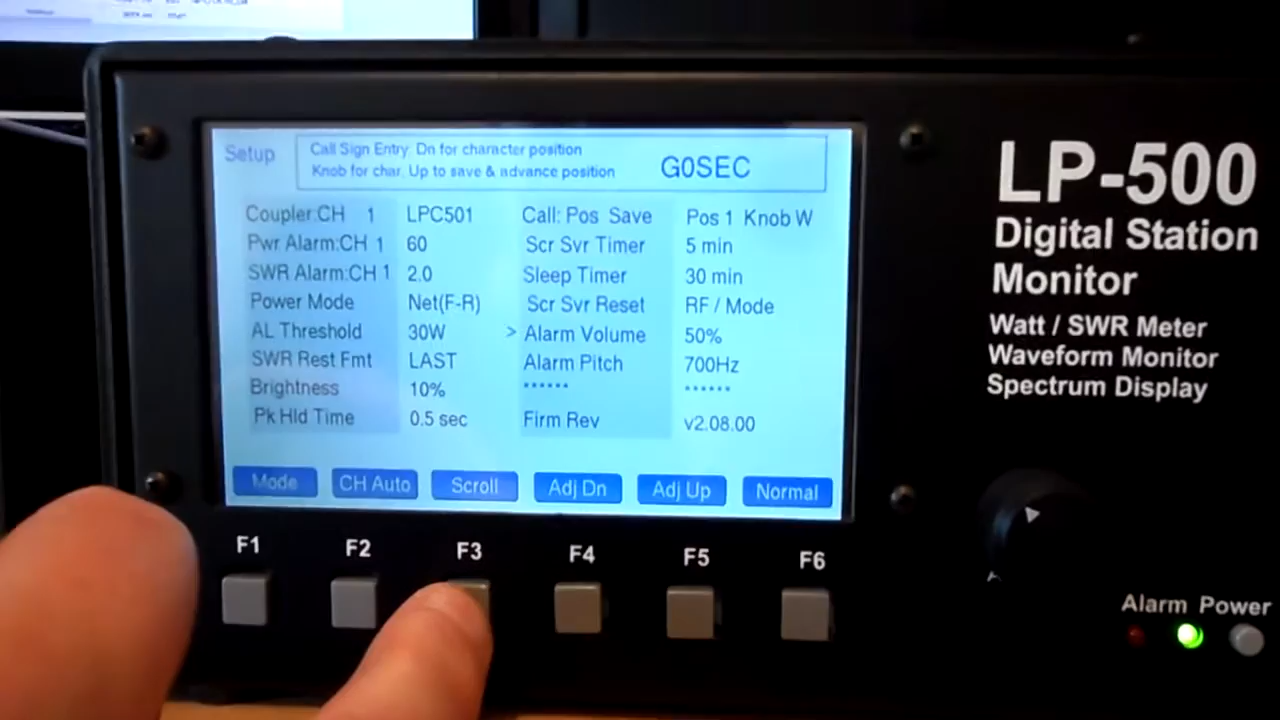 Setup
Call Sign Entry: Dn for character position
Knob for char. Up to save & advance position
G0SEC
Coupler:CH 1 LPC501
Pwr Alarm:CH 1 60
SWR Alarm:CH 1 2.0
Power Mode Net(F-R)
AL Threshold 30W
SWR Rest Fmt LAST
Brightness 10%
Pk Hld Time 0.5 sec
Call: Pos Save Pos 1 Knob W
Scr Svr Timer 5 min
Sleep Timer 30 min
Scr Svr Reset RF / Mode
> Alarm Volume 50%
Alarm Pitch 700Hz
****** ******
Firm Rev v2.08.00
Mode CH Auto Scroll Adj Dn Adj Up Normal
F1 F2 F3 F4 F5 F6
LP-500
Digital Station
Monitor
Watt / SWR Meter
Waveform Monitor
Spectrum Display
Alarm Power